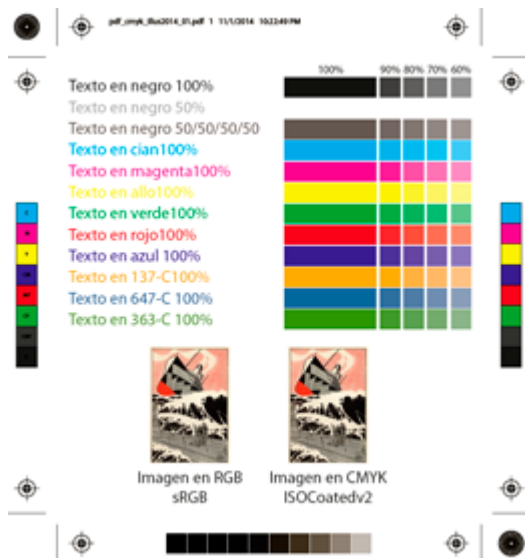 pdf_cmyk_illus2014_01.pdf 1 11/1/2014 10:22:49 PM
100% 90% 80% 70% 60%
Texto en negro 100%
Texto en negro 50%
Texto en negro 50/50/50/50
Texto en cian100%
Texto en magenta100%
Texto en allo100%
Texto en verde100%
Texto en rojo100%
Texto en azul 100%
Texto en 137-C100%
Texto en 647-C 100%
Texto en 363-C 100%
Imagen en RGB
sRGB
Imagen en CMYK
ISOCoatedv2